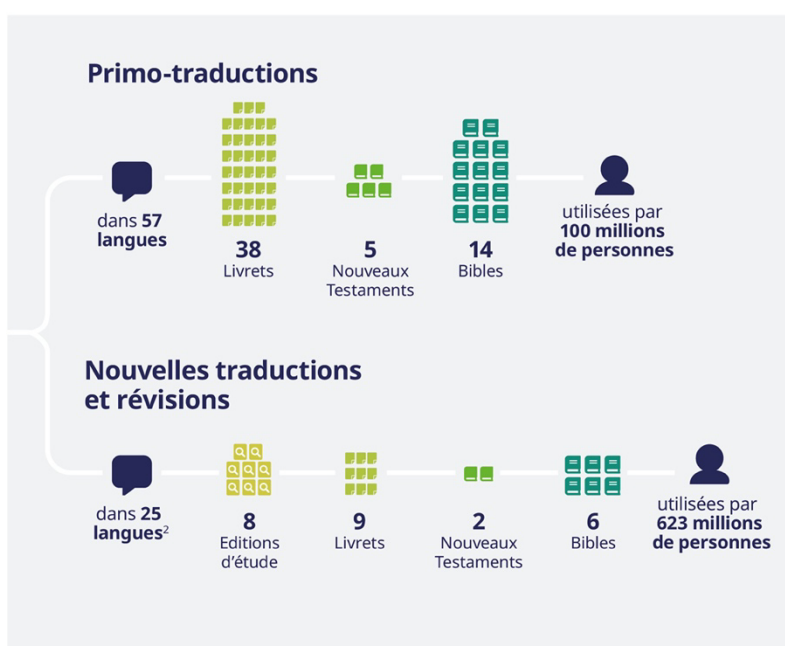 Primo-traductions
dans 57
langues
38
Livrets
5
Nouveaux
Testaments
14
Bibles
utilisées par
100 millions
de personnes
Nouvelles traductions
et révisions
dans 25
langues²
8
Editions
d'étude
9
Livrets
2
Nouveaux
Testaments
6
Bibles
utilisées par
623 millions
de personnes